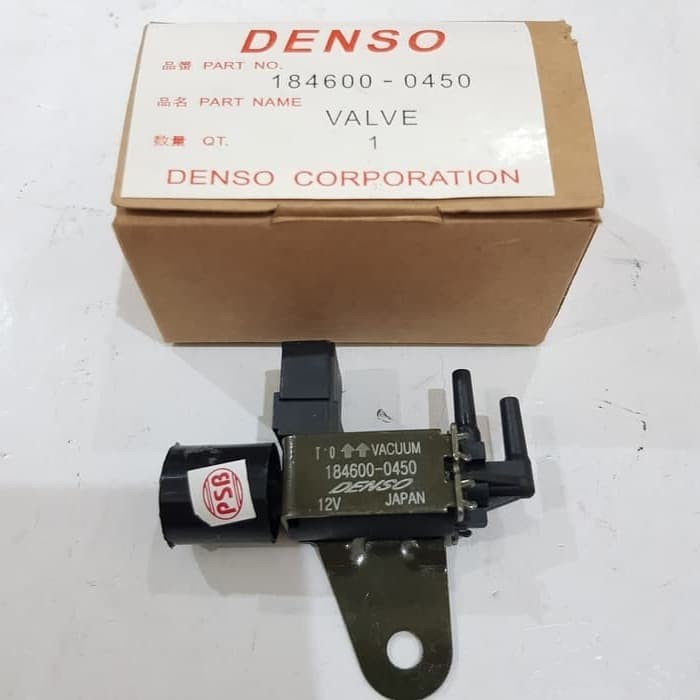 DENSO
品番 PART NO.
184600-0450
品名 PART NAME
VALVE
数量 QT.
1
DENSO CORPORATION
VACUUM
184600-0450
DENSO
12V JAPAN
PSB